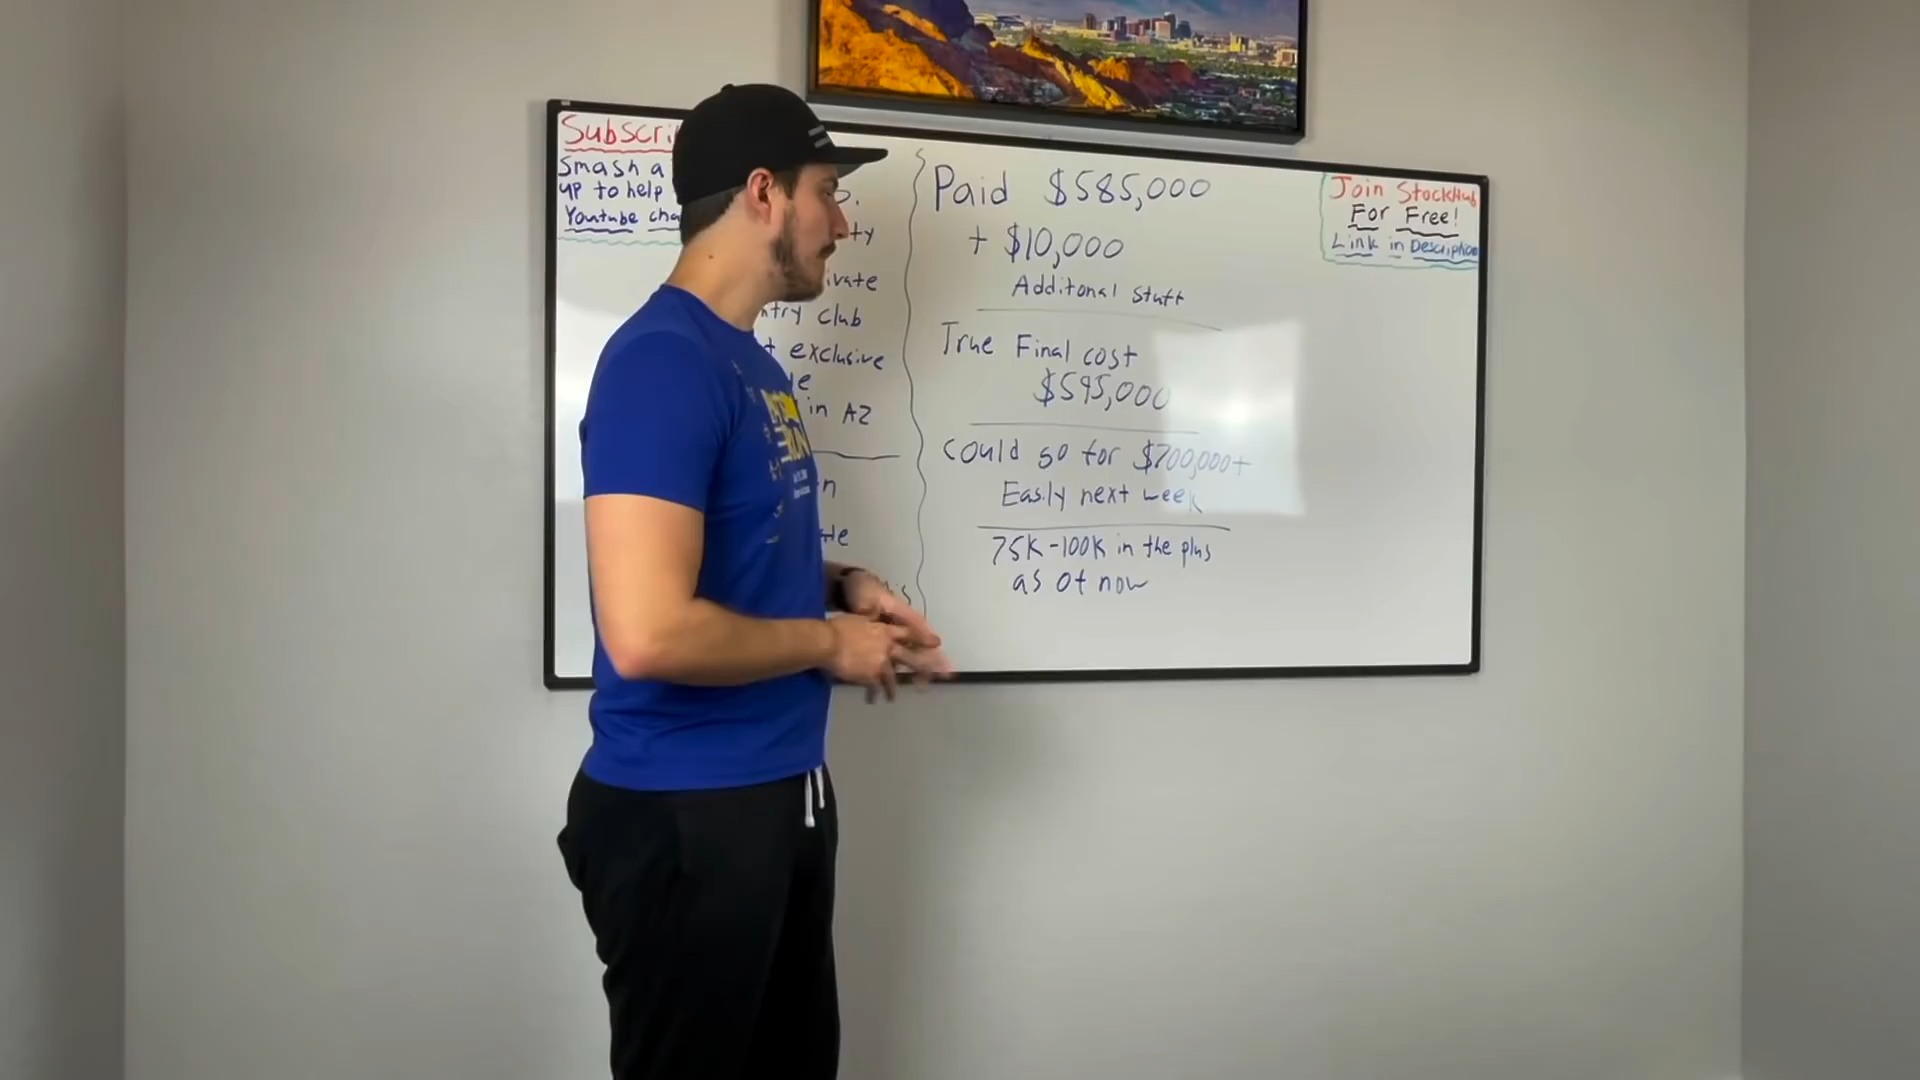 Subscri
Smash a
up to help
Youtube cha
ty
ivate
ntry club
exclusive
in AZ
Paid $585,000
+ $10,000
Additonal stuff
True Final cost
$595,000
Could go for $700,000+
Easily next week
75K-100K in the plus
as of now
Join StockHub
For Free!
Link in Description